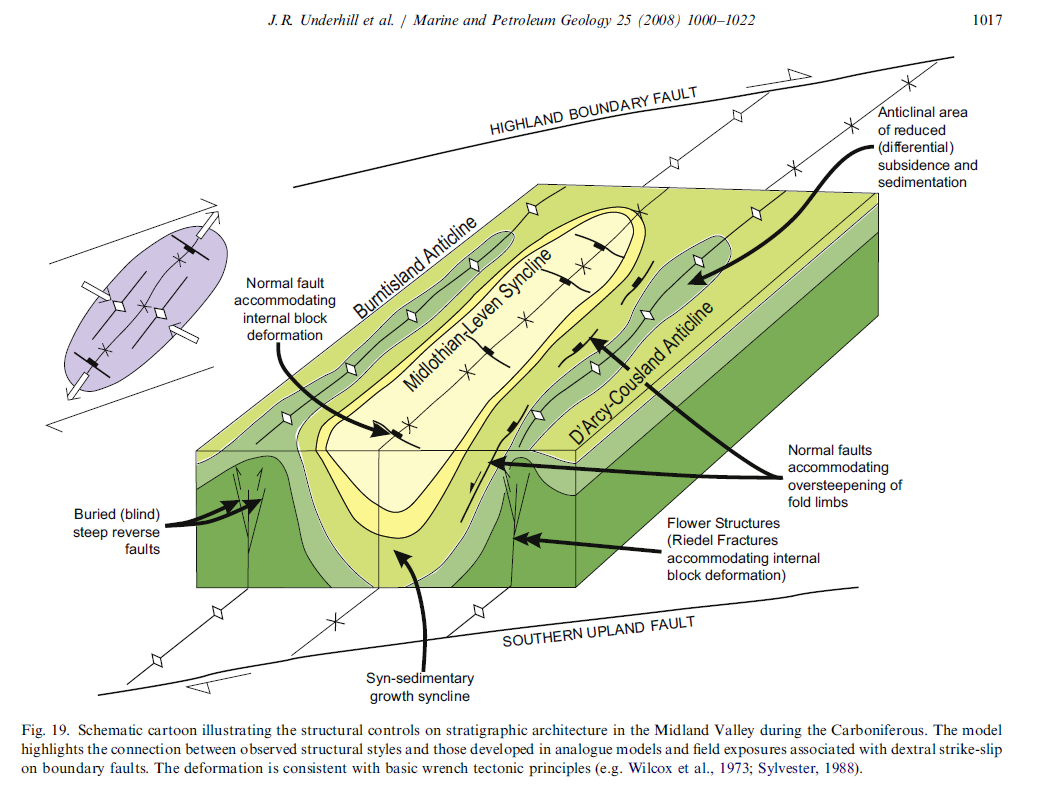 J. R. Underhill et al. / Marine and Petroleum Geology 25 (2008) 1000–1022
1017
HIGHLAND BOUNDARY FAULT
Anticlinal area
of reduced
(differential)
subsidence and
sedimentation
Burntisland Anticline
Normal fault
accommodating
internal block
deformation
Midlothian-Leven Syncline
D'Arcy-Cousland Anticline
Normal faults
accommodating
oversteepening of
fold limbs
Buried (blind)
steep reverse
faults
Flower Structures
(Riedel Fractures
accommodating internal
block deformation)
SOUTHERN UPLAND FAULT
Syn-sedimentary
growth syncline
Fig. 19. Schematic cartoon illustrating the structural controls on stratigraphic architecture in the Midland Valley during the Carboniferous. The model
highlights the connection between observed structural styles and those developed in analogue models and field exposures associated with dextral strike-slip
on boundary faults. The deformation is consistent with basic wrench tectonic principles (e.g. Wilcox et al., 1973; Sylvester, 1988).